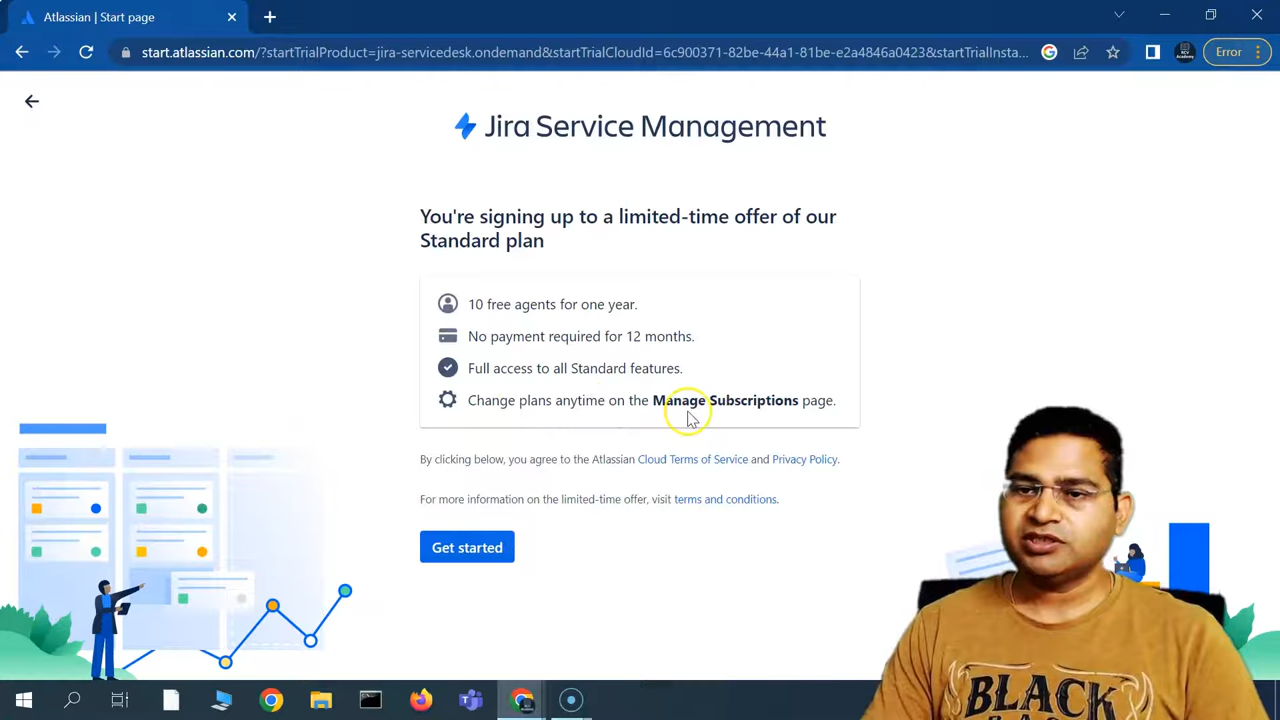 Atlassian | Start page
start.atlassian.com/?startTrialProduct=jira-servicedesk.ondemand&startTrialCloudId=6c900371-82be-44a1-81be-e2a4846a04238&startTrialInsta...
Error
Jira Service Management
You're signing up to a limited-time offer of our
Standard plan
10 free agents for one year.
No payment required for 12 months.
Full access to all Standard features.
Change plans anytime on the Manage Subscriptions page.
By clicking below, you agree to the Atlassian Cloud Terms of Service and Privacy Policy.
For more information on the limited-time offer, visit terms and conditions.
Get started
BLACK